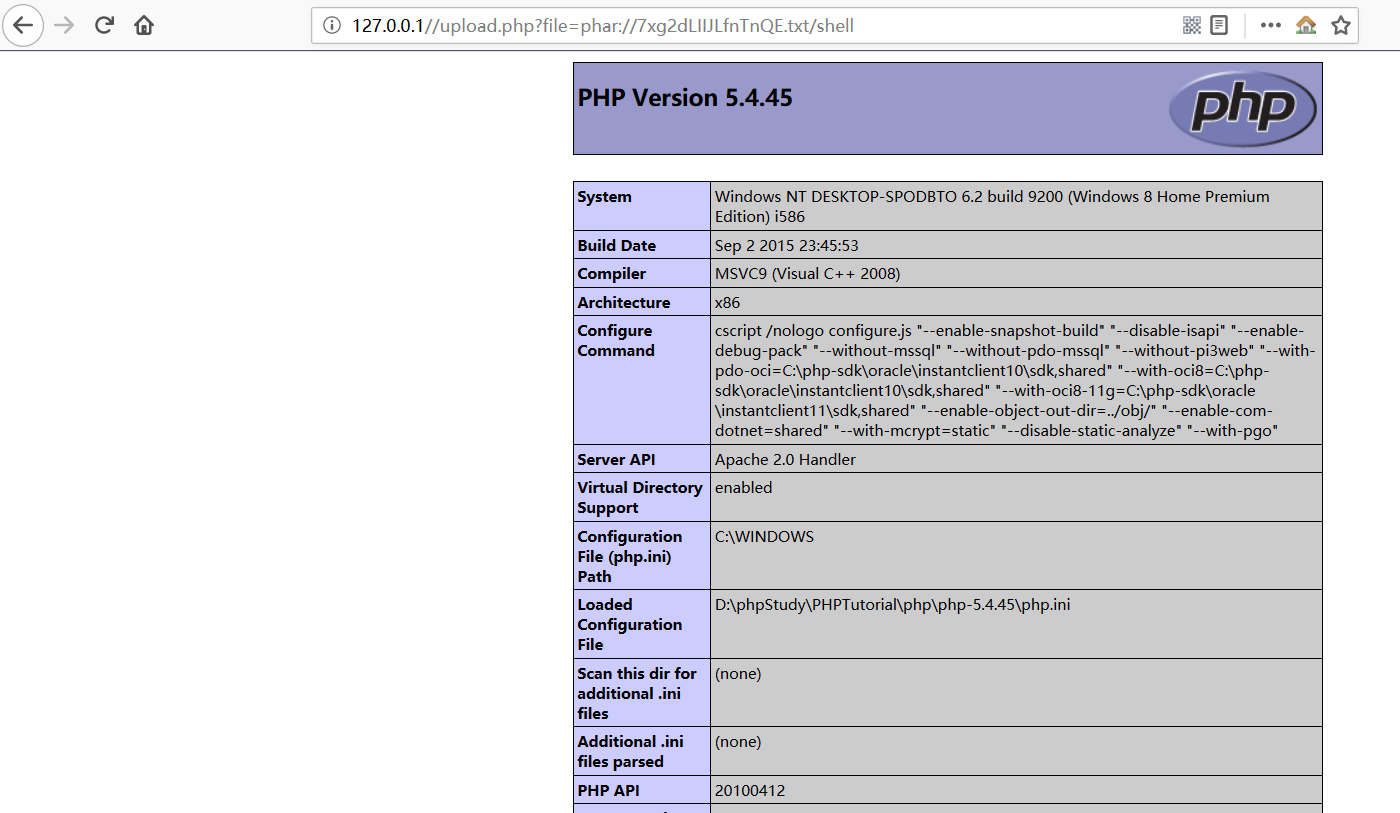 127.0.0.1//upload.php?file=phar://7xg2dLIIJLfnTnQE.txt/shell
PHP Version 5.4.45
php
System
Windows NT DESKTOP-SPODBTO 6.2 build 9200 (Windows 8 Home Premium
Edition) i586
Build Date
Sep 2 2015 23:45:53
Compiler
MSVC9 (Visual C++ 2008)
Architecture
x86
Configure
Command
cscript /nologo configure.js "--enable-snapshot-build" "--disable-isapi" "--enable-
debug-pack" "--without-mssql" "--without-pdo-mssql" "--without-pi3web" "--with-
pdo-oci=C:\php-sdk\oracle\instantclient10\sdk,shared" "--with-oci8=C:\php-
sdk\oracle\instantclient10\sdk,shared" "--with-oci8-11g=C:\php-sdk\oracle
\instantclient11\sdk,shared" "--enable-object-out-dir=../obj/" "--enable-com-
dotnet=shared" "--with-mcrypt=static" "--disable-static-analyze" "--with-pgo"
Server API
Apache 2.0 Handler
Virtual Directory
Support
enabled
Configuration
File (php.ini)
Path
C:\WINDOWS
Loaded
Configuration
File
D:\phpStudy\PHPTutorial\php\php-5.4.45\php.ini
Scan this dir for
additional .ini
files
(none)
Additional .ini
files parsed
(none)
PHP API
20100412